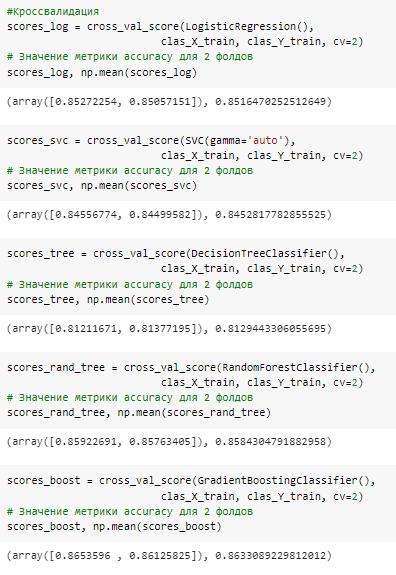 #Кроссвалидация
scores_log = cross_val_score(LogisticRegression(),
clas_X_train, clas_Y_train, cv=2)
# Значение метрики accuracy для 2 фолдов
scores_log, np.mean(scores_log)
(array([0.85272254, 0.85057151]), 0.8516470252512649)
scores_svc = cross_val_score(SVC(gamma='auto'),
clas_X_train, clas_Y_train, cv=2)
# Значение метрики accuracy для 2 фолдов
scores_svc, np.mean(scores_svc)
(array([0.84556774, 0.84499582]), 0.8452817782855525)
scores_tree = cross_val_score(DecisionTreeClassifier(),
clas_X_train, clas_Y_train, cv=2)
# Значение метрики accuracy для 2 фолдов
scores_tree, np.mean(scores_tree)
(array([0.81211671, 0.81377195]), 0.8129443306055695)
scores_rand_tree = cross_val_score(RandomForestClassifier(),
clas_X_train, clas_Y_train, cv=2)
# Значение метрики accuracy для 2 фолдов
scores_rand_tree, np.mean(scores_rand_tree)
(array([0.85922691, 0.85763405]), 0.8584304791882958)
scores_boost = cross_val_score(GradientBoostingClassifier(),
clas_X_train, clas_Y_train, cv=2)
# Значение метрики accuracy для 2 фолдов
scores_boost, np.mean(scores_boost)
(array([0.8653596 , 0.86125825]), 0.8633089229812012)